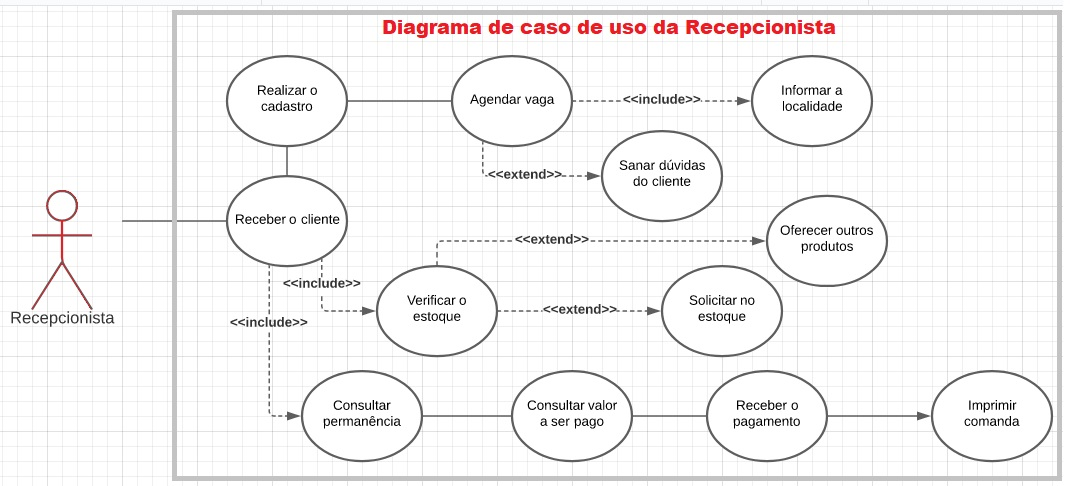 Diagrama de caso de uso da Recepcionista
Realizar o
cadastro
Agendar vaga
<<include>>
Informar a
localidade
<<extend>>
Sanar dúvidas
do cliente
Receber o cliente
<<extend>>
Oferecer outros
produtos
<<include>>
Verificar o
estoque
<<extend>>
Solicitar no
estoque
Recepcionista
<<include>>
Consultar
permanência
Consultar valor
a ser pago
Receber o
pagamento
Imprimir
comanda